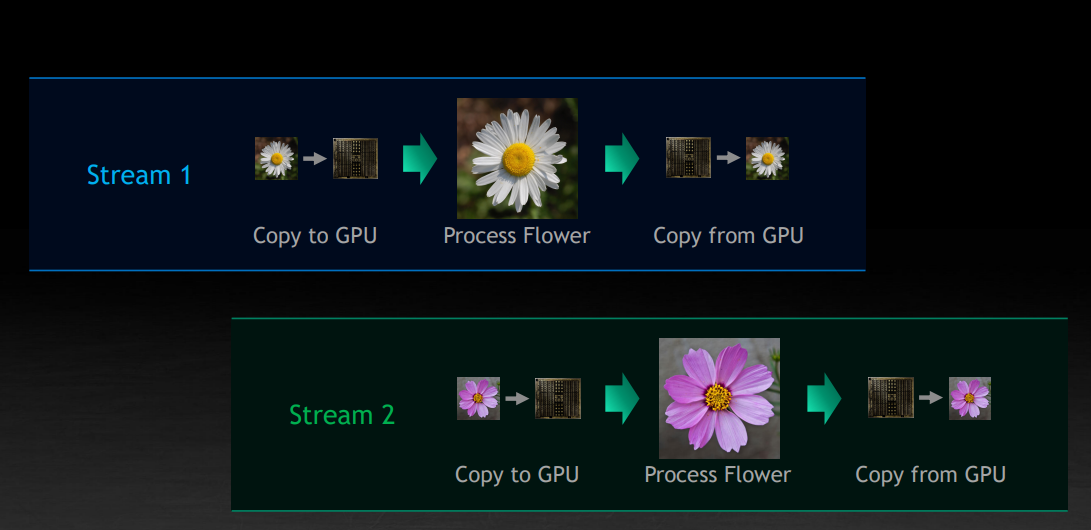 Stream 1
Copy to GPU
Process Flower
Copy from GPU
Stream 2
Copy to GPU
Process Flower
Copy from GPU